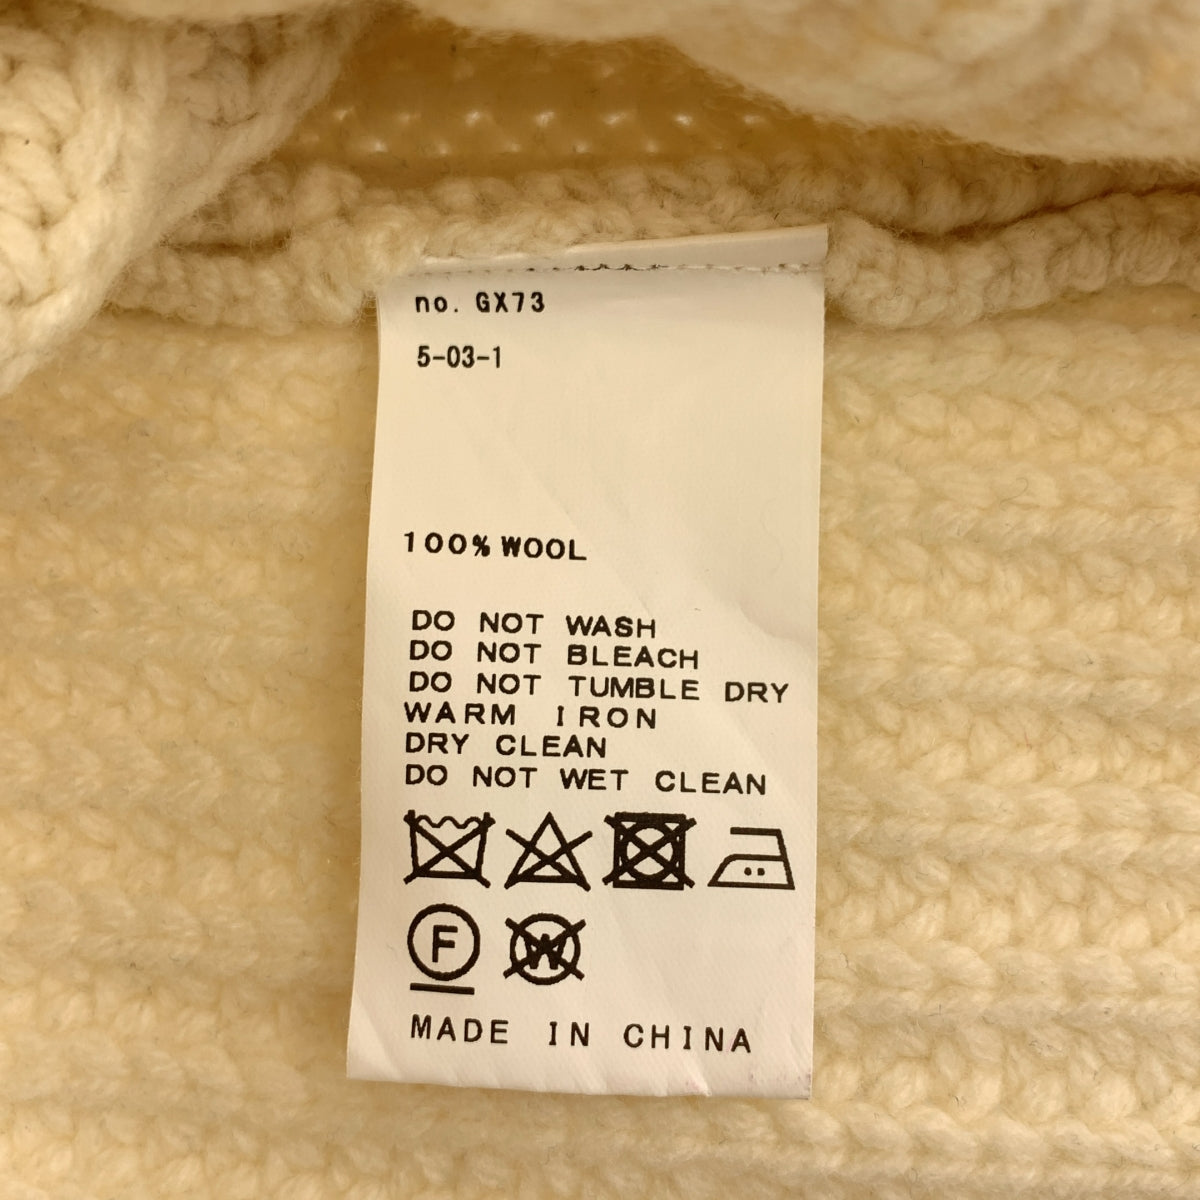 no. GX73
5-03-1
100% WOOL
DO NOT WASH
DO NOT BLEACH
DO NOT TUMBLE DRY
WARM IRON
DRY CLEAN
DO NOT WET CLEAN
F W
MADE IN CHINA